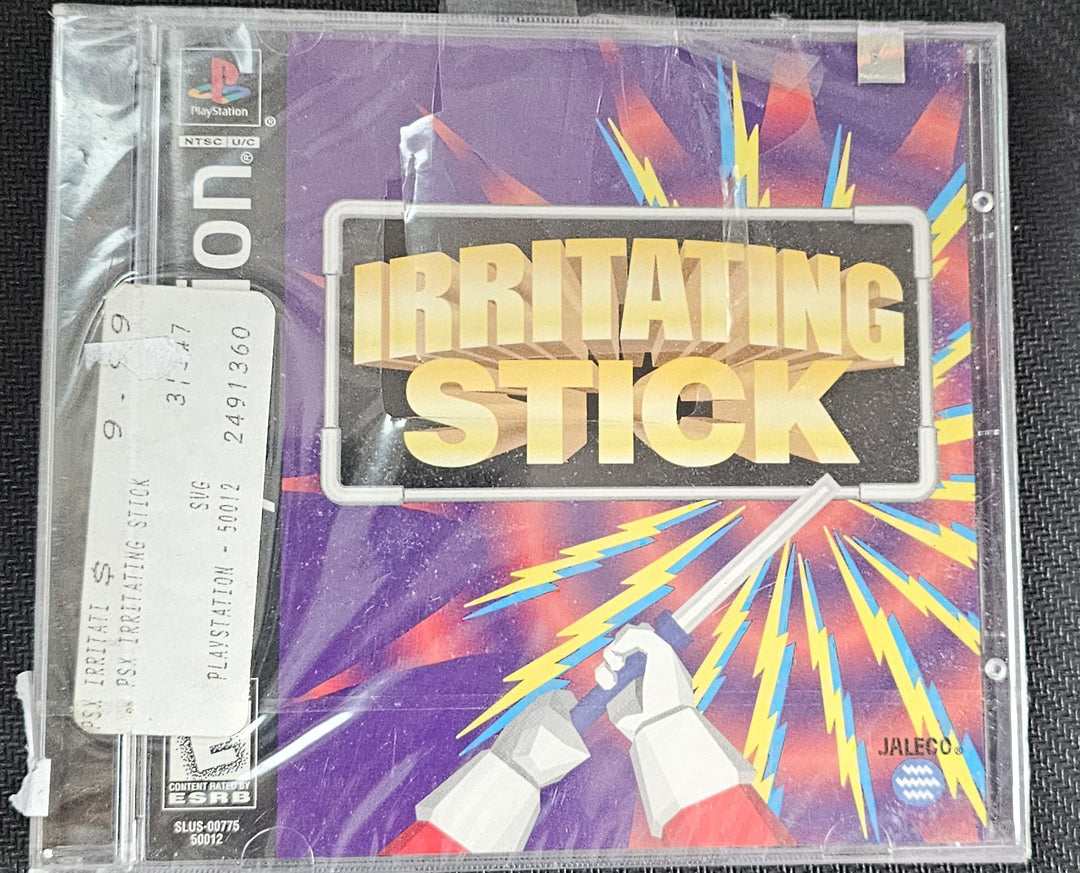 PlayStation
®
NTSC U/C
ion®
IRRITATING
STICK
PSX IRRITATI $
PSX IRRITATING STICK
SVG
PLAYSTATION - 50012
2491360
CONTENT RATED BY
ESRB
SLUS-00775
50012
JALECO®